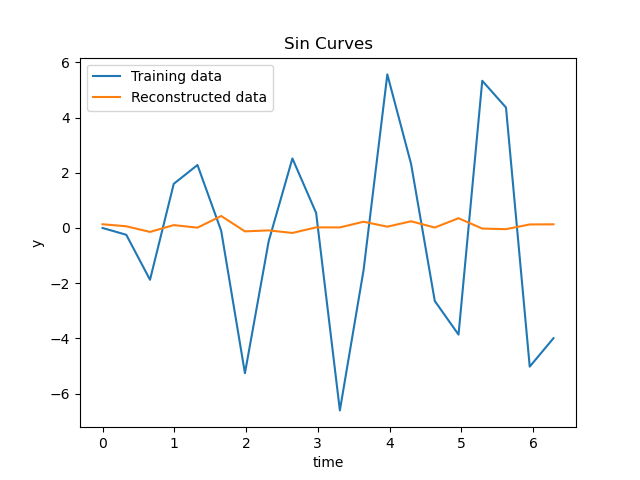 Sin Curves
Training data
Reconstructed data
6
4
2
0
−2
−4
−6
y
0 1 2 3 4 5 6
time